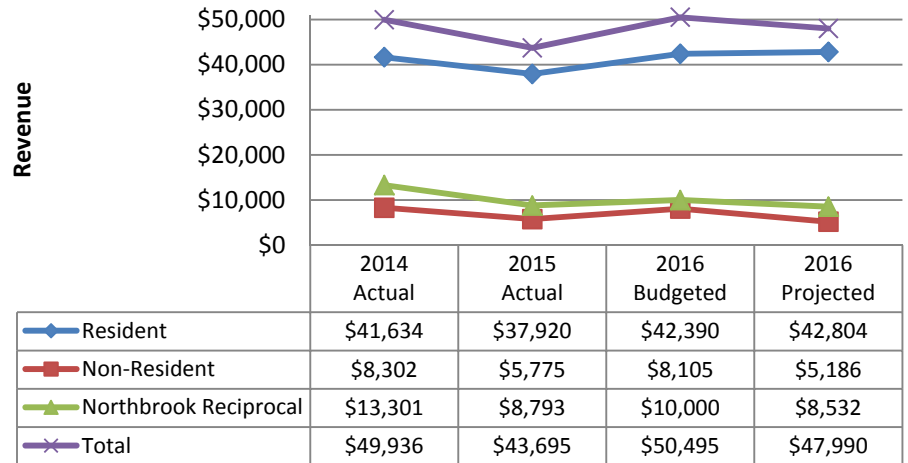 $50,000
$40,000
$30,000
$20,000
$10,000
$0
Revenue
2014 Actual 2015 Actual 2016 Budgeted 2016 Projected
Resident $41,634 $37,920 $42,390 $42,804
Non-Resident $8,302 $5,775 $8,105 $5,186
Northbrook Reciprocal $13,301 $8,793 $10,000 $8,532
Total $49,936 $43,695 $50,495 $47,990